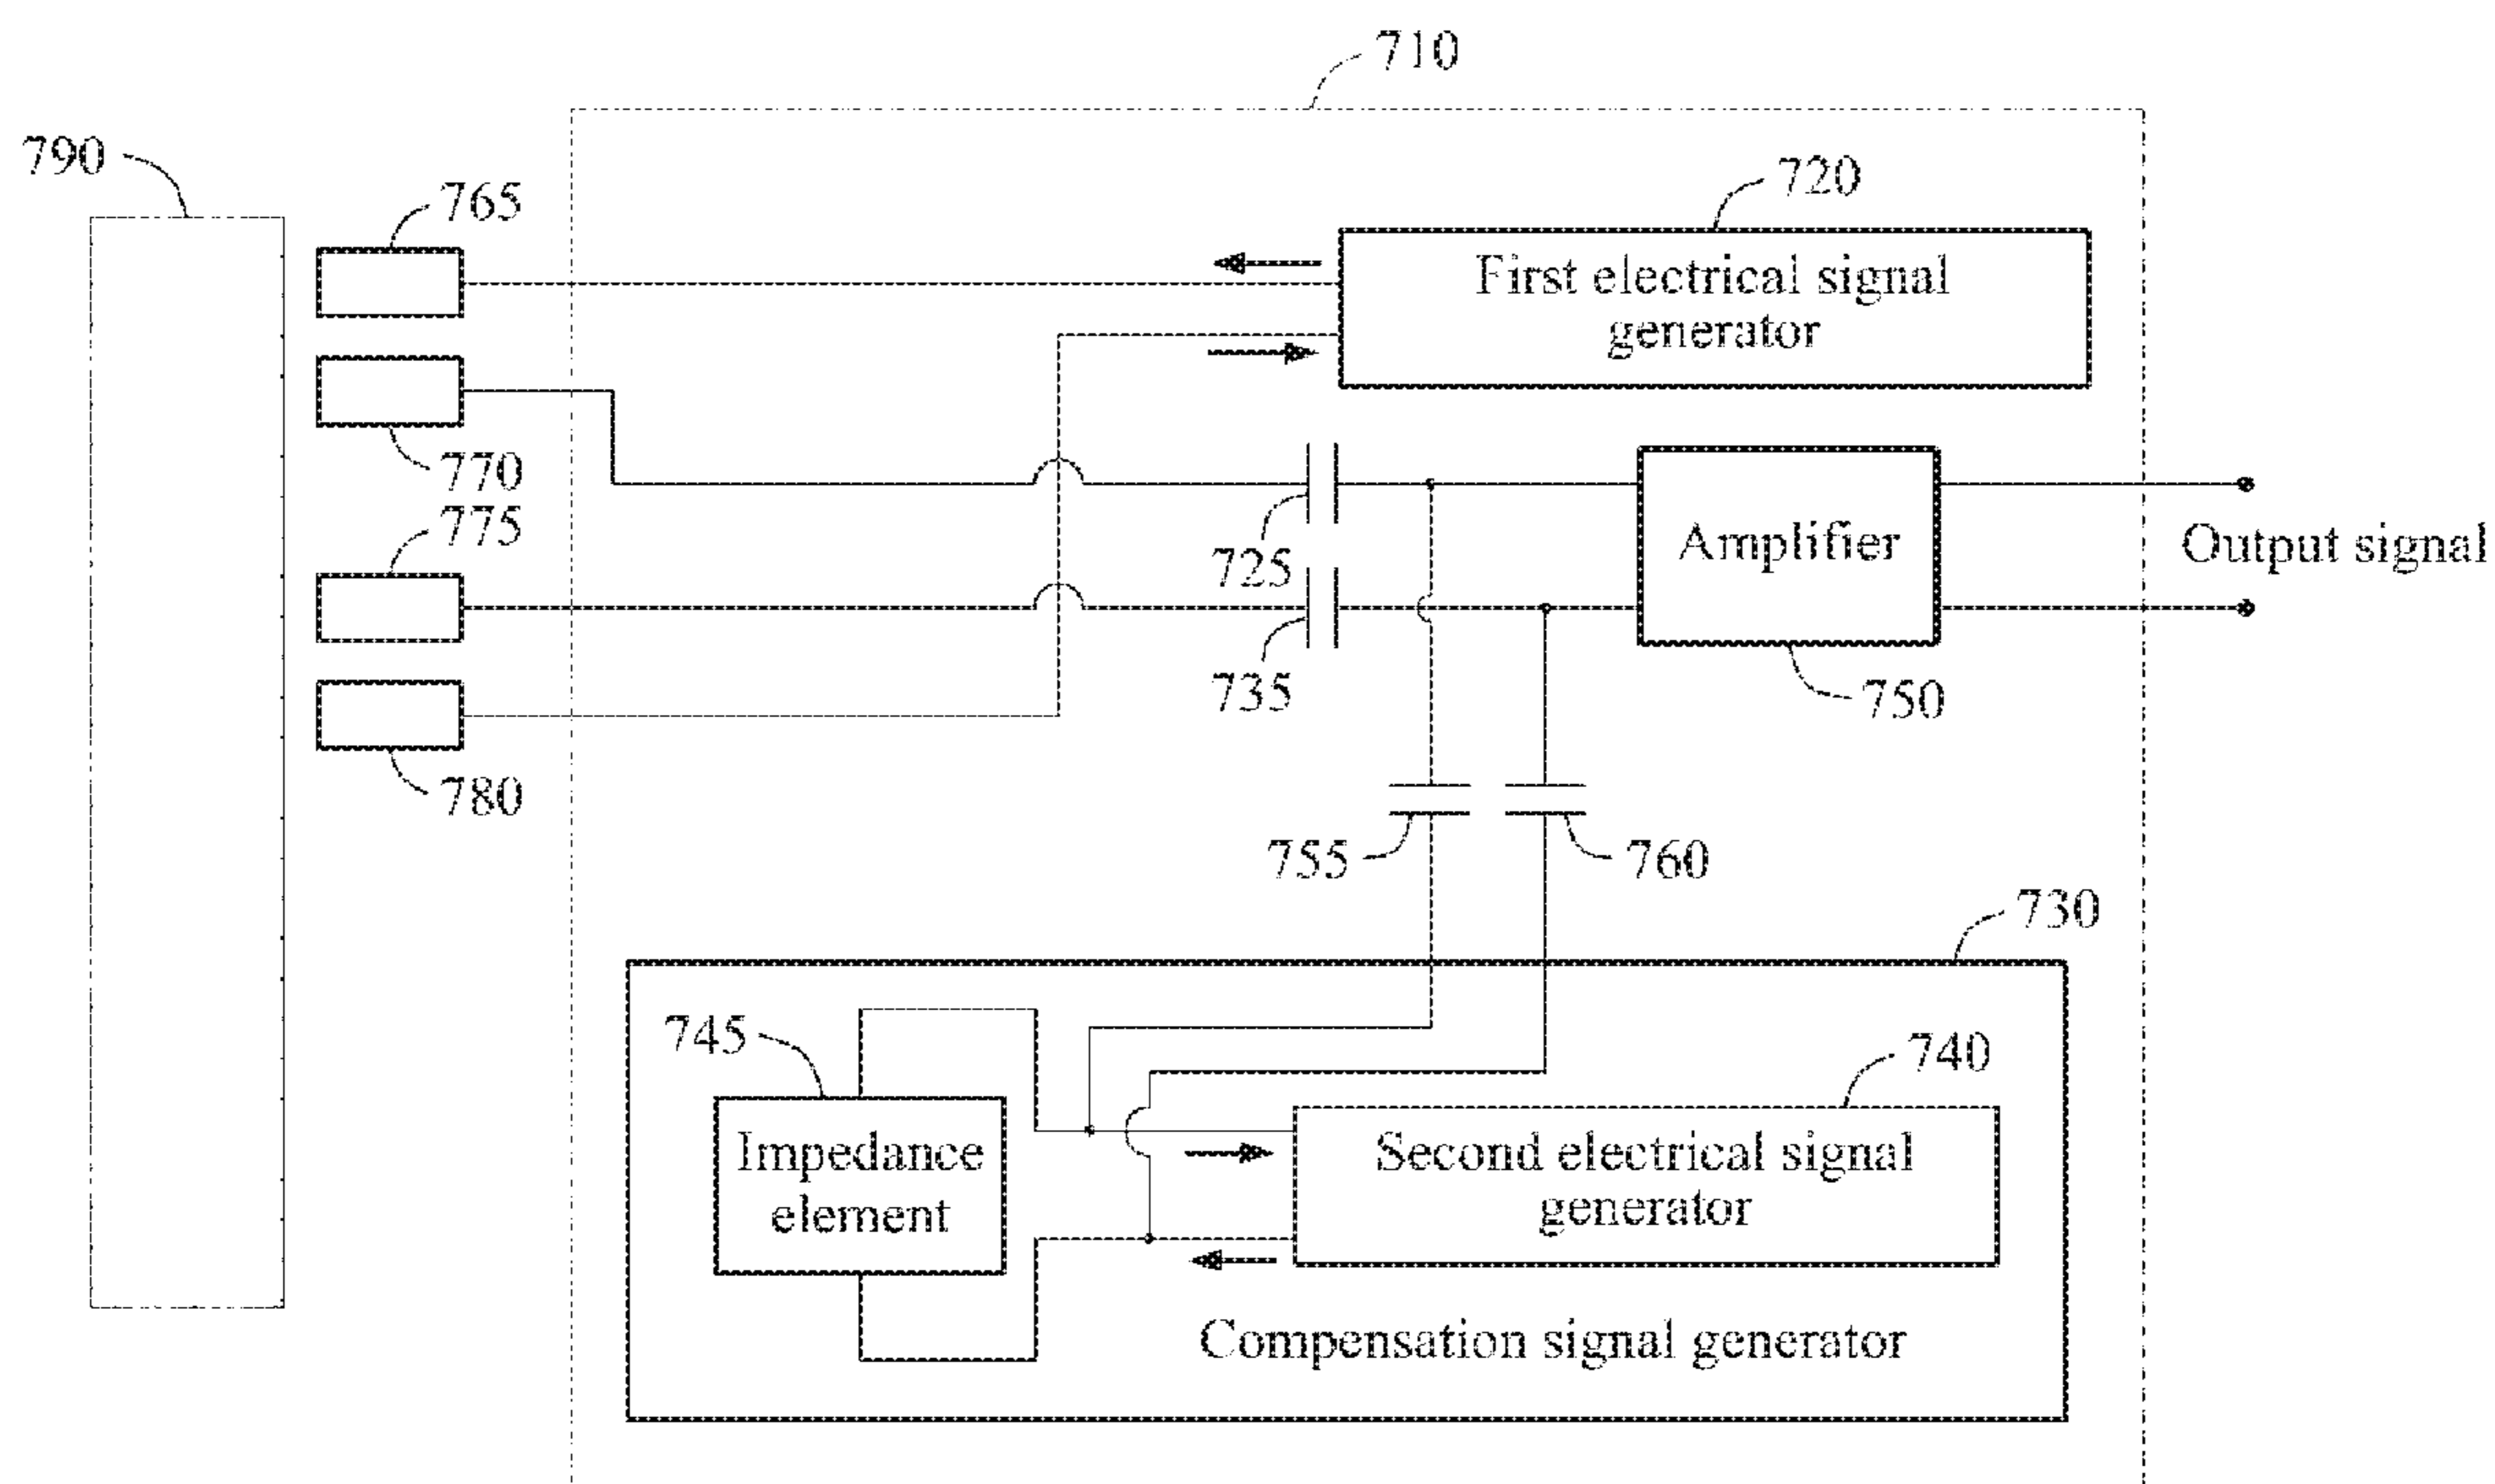 710
790
765
720
First electrical signal
generator
770
775
725
Amplifier
Output signal
735
750
780
755
760
730
745
740
Impedance
element
Second electrical signal
generator
Compensation signal generator